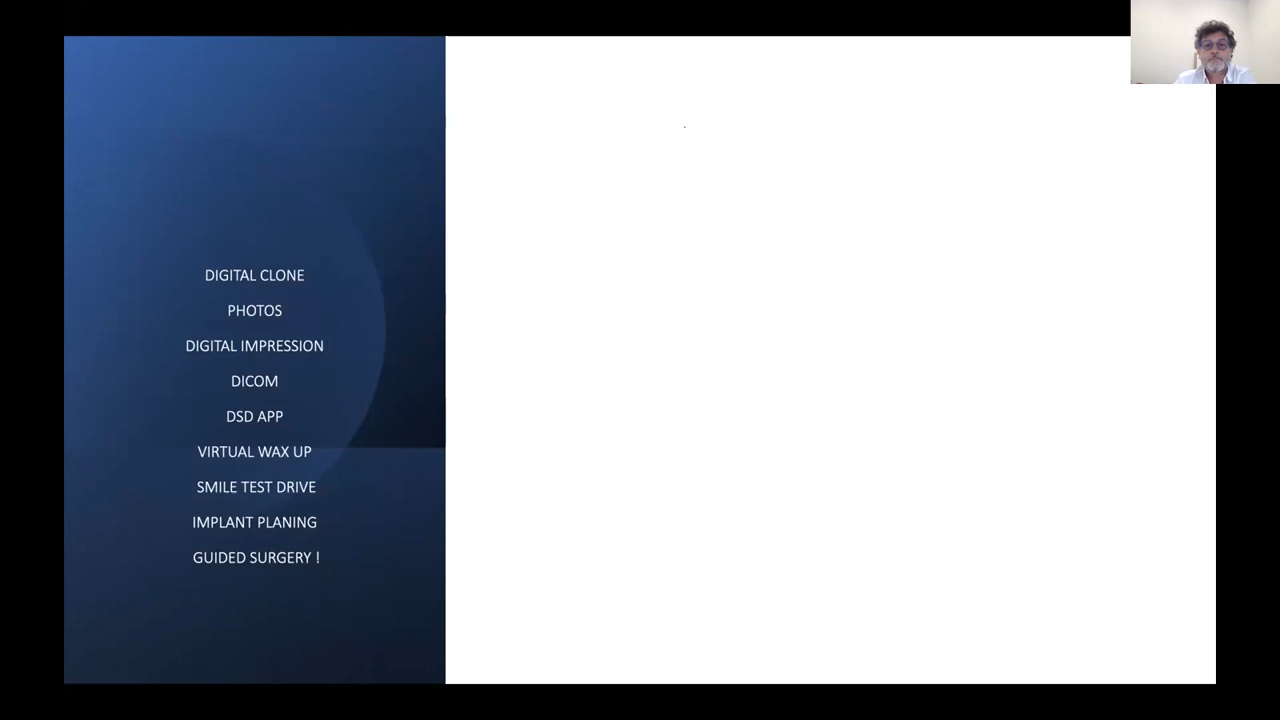 DIGITAL CLONE
PHOTOS
DIGITAL IMPRESSION
DICOM
DSD APP
VIRTUAL WAX UP
SMILE TEST DRIVE
IMPLANT PLANING
GUIDED SURGERY !